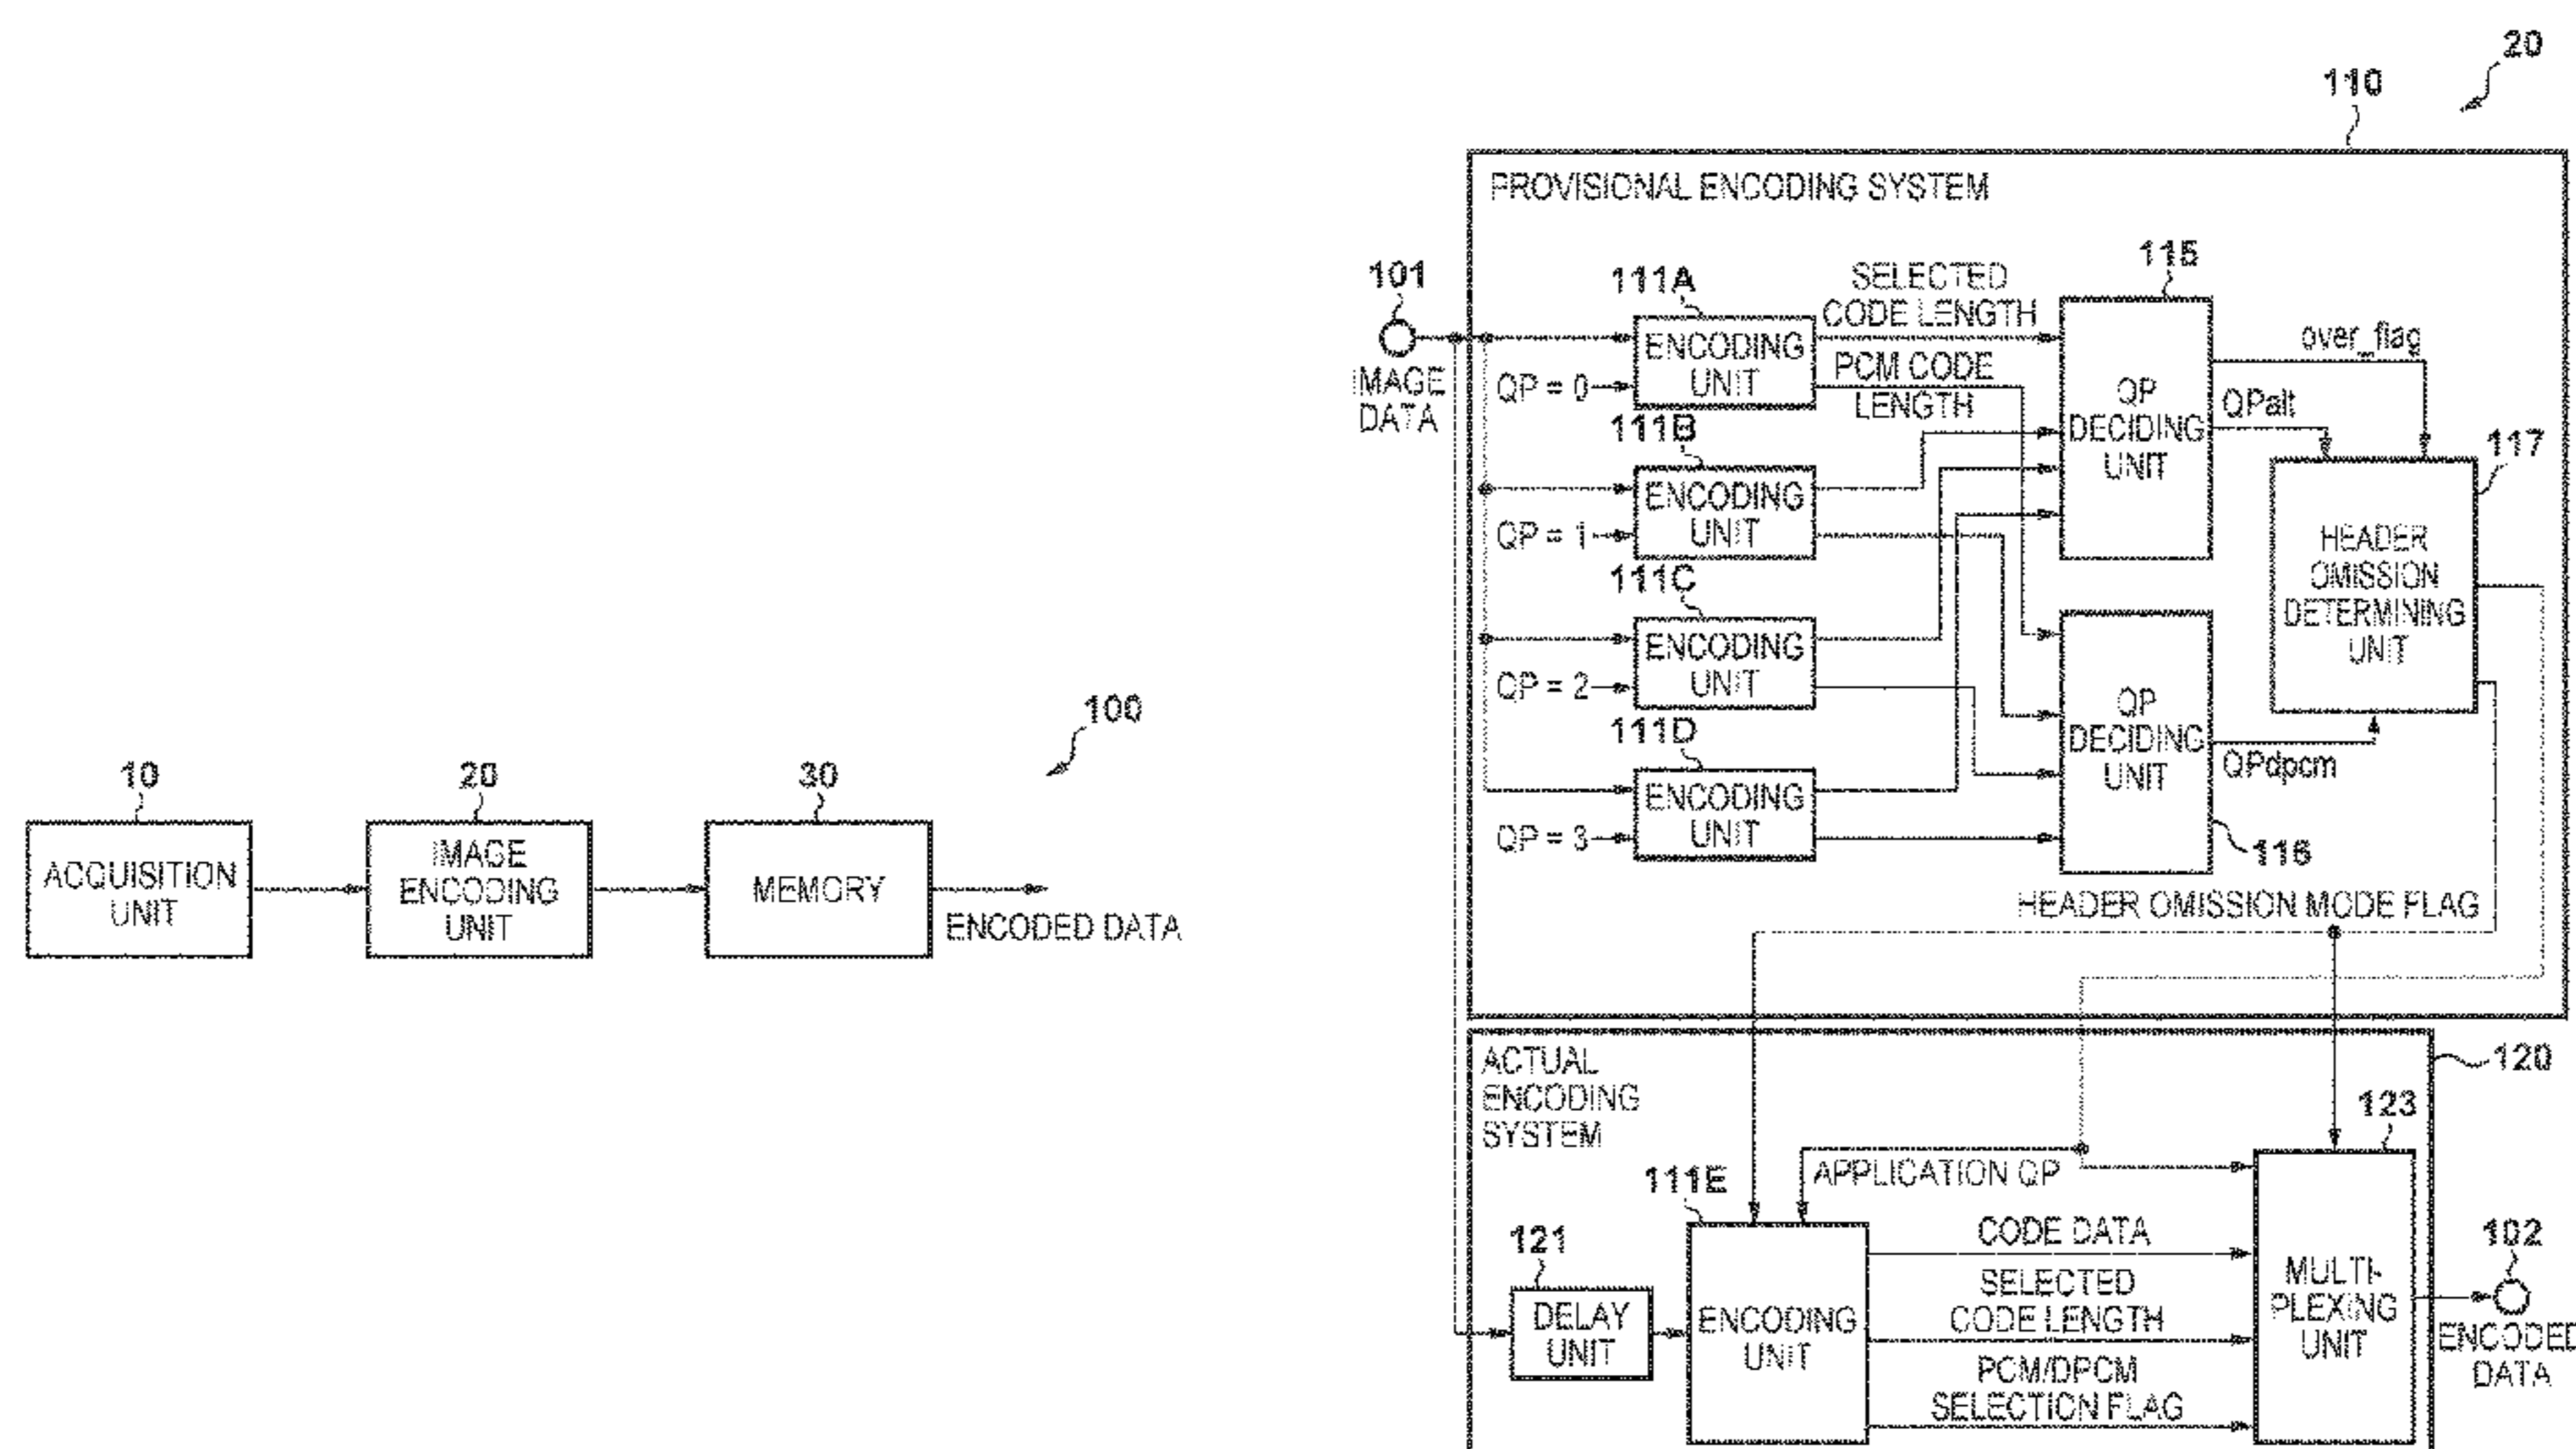 100
10
20
30
ACQUISITION
UNIT
IMAGE
ENCODING
UNIT
MEMORY
ENCODED DATA
20
110
PROVISIONAL ENCODING SYSTEM
101
IMAGE
DATA
111A
ENCODING
UNIT
QP = 0
SELECTED
CODE LENGTH
PCM CODE
LENGTH
111B
ENCODING
UNIT
QP = 1
111C
ENCODING
UNIT
QP = 2
111D
ENCODING
UNIT
QP = 3
115
QP
DECIDING
UNIT
over_flag
QPalt
117
HEADER
OMISSION
DETERMINING
UNIT
QP
DECIDING
UNIT
QPdpcm
116
HEADER OMISSION MODE FLAG
ACTUAL
ENCODING
SYSTEM
120
123
APPLICATION QP
111E
121
DELAY
UNIT
ENCODING
UNIT
CODE DATA
SELECTED
CODE LENGTH
PCM/DPCM
SELECTION FLAG
MULTI-
PLEXING
UNIT
102
ENCODED
DATA